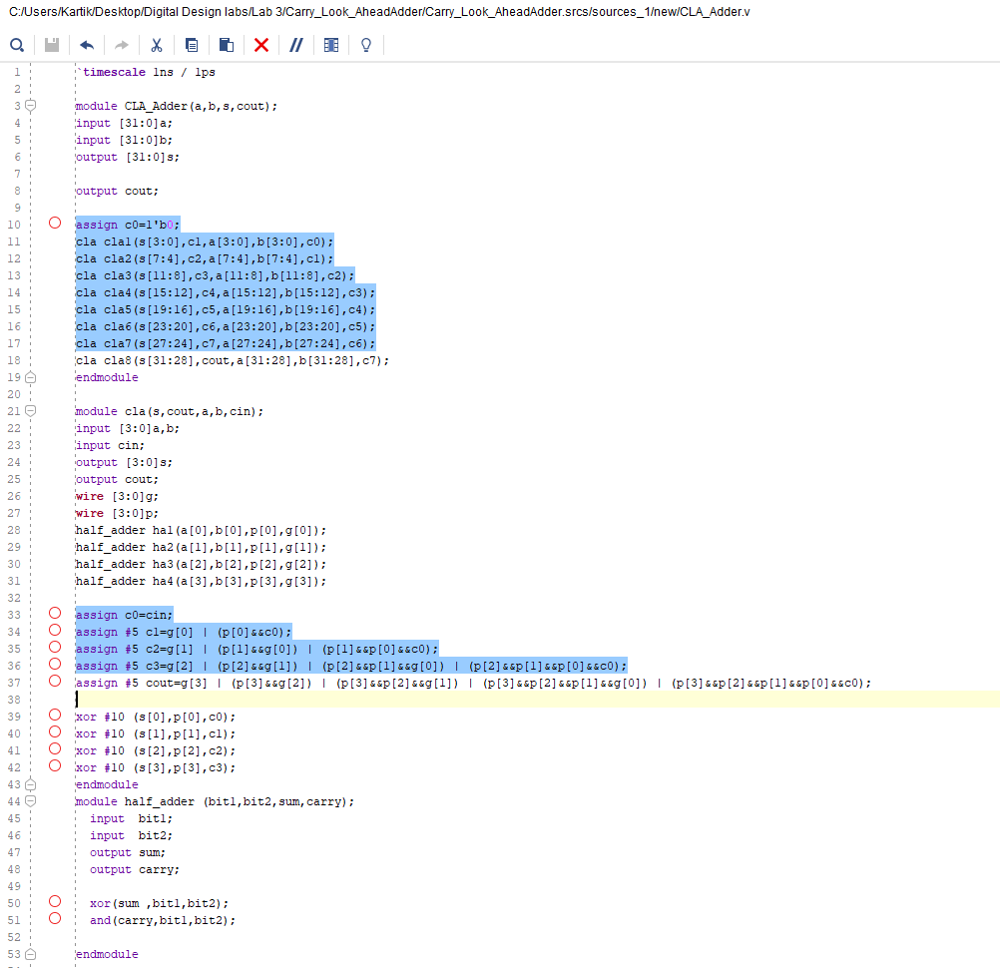 C:/Users/Kartik/Desktop/Digital Design labs/Lab 3/Carry_Look_AheadAdder/Carry_Look_AheadAdder.srcs/sources_1/new/CLA_Adder.v
1 `timescale 1ns / 1ps
2
3 module CLA_Adder(a,b,s,cout);
4 input [31:0]a;
5 input [31:0]b;
6 output [31:0]s;
7
8 output cout;
9
10 assign c0=1'b0;
11 cla cla1(s[3:0],c1,a[3:0],b[3:0],c0);
12 cla cla2(s[7:4],c2,a[7:4],b[7:4],c1);
13 cla cla3(s[11:8],c3,a[11:8],b[11:8],c2);
14 cla cla4(s[15:12],c4,a[15:12],b[15:12],c3);
15 cla cla5(s[19:16],c5,a[19:16],b[19:16],c4);
16 cla cla6(s[23:20],c6,a[23:20],b[23:20],c5);
17 cla cla7(s[27:24],c7,a[27:24],b[27:24],c6);
18 cla cla8(s[31:28],cout,a[31:28],b[31:28],c7);
19 endmodule
20
21 module cla(s,cout,a,b,cin);
22 input [3:0]a,b;
23 input cin;
24 output [3:0]s;
25 output cout;
26 wire [3:0]g;
27 wire [3:0]p;
28 half_adder ha1(a[0],b[0],p[0],g[0]);
29 half_adder ha2(a[1],b[1],p[1],g[1]);
30 half_adder ha3(a[2],b[2],p[2],g[2]);
31 half_adder ha4(a[3],b[3],p[3],g[3]);
32
33 assign c0=cin;
34 assign #5 c1=g[0] | (p[0]&&c0);
35 assign #5 c2=g[1] | (p[1]&&g[0]) | (p[1]&&p[0]&&c0);
36 assign #5 c3=g[2] | (p[2]&&g[1]) | (p[2]&&p[1]&&g[0]) | (p[2]&&p[1]&&p[0]&&c0);
37 assign #5 cout=g[3] | (p[3]&&g[2]) | (p[3]&&p[2]&&g[1]) | (p[3]&&p[2]&&p[1]&&g[0]) | (p[3]&&p[2]&&p[1]&&p[0]&&c0);
38
39 xor #10 (s[0],p[0],c0);
40 xor #10 (s[1],p[1],c1);
41 xor #10 (s[2],p[2],c2);
42 xor #10 (s[3],p[3],c3);
43 endmodule
44 module half_adder (bit1,bit2,sum,carry);
45 input  bit1;
46 input  bit2;
47 output sum;
48 output carry;
49
50 xor(sum ,bit1,bit2);
51 and(carry,bit1,bit2);
52
53 endmodule